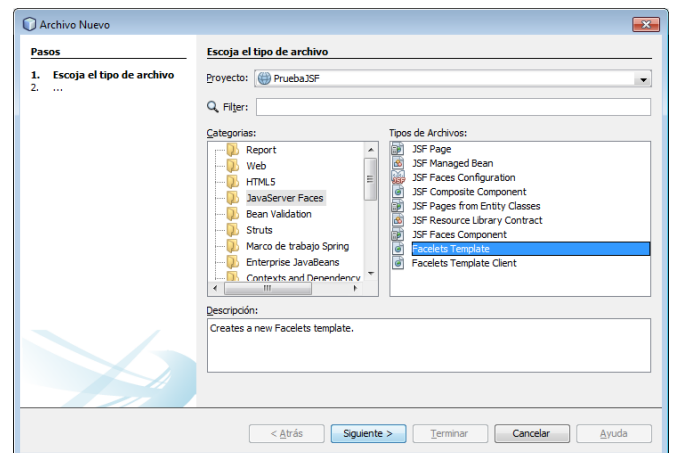 Archivo Nuevo
Pasos
1. Escoja el tipo de archivo
2. ...
Escoja el tipo de archivo
Proyecto: PruebaJSF
Filter:
Categorías:
Report
Web
HTML5
JavaServer Faces
Bean Validation
Struts
Marco de trabajo Spring
Enterprise JavaBeans
Contexts and Dependency
Tipos de Archivos:
JSF Page
JSF Managed Bean
JSF Faces Configuration
JSF Composite Component
JSF Pages from Entity Classes
JSF Resource Library Contract
JSF Faces Component
Facelets Template
Facelets Template Client
Descripción:
Creates a new Facelets template.
< Atrás Siguiente > Terminar Cancelar Ayuda